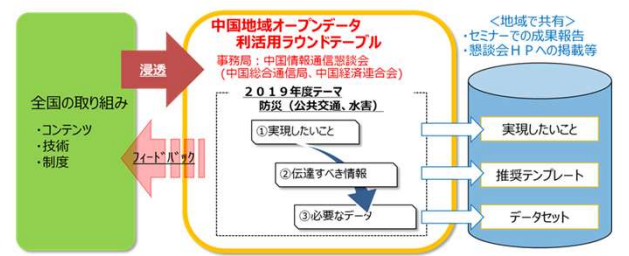 全国の取り組み
・コンテンツ
・技術
・制度
浸透
フィードバック
中国地域オープンデータ
利活用ラウンドテーブル
事務局：中国情報通信懇談会
(中国総合通信局、中国経済連合会)
２０１９年度テーマ
防災（公共交通、水害）
①実現したいこと
②伝達すべき情報
③必要なデータ
＜地域で共有＞
・セミナーでの成果報告
・懇談会ＨＰへの掲載等
実現したいこと
推奨テンプレート
データセット